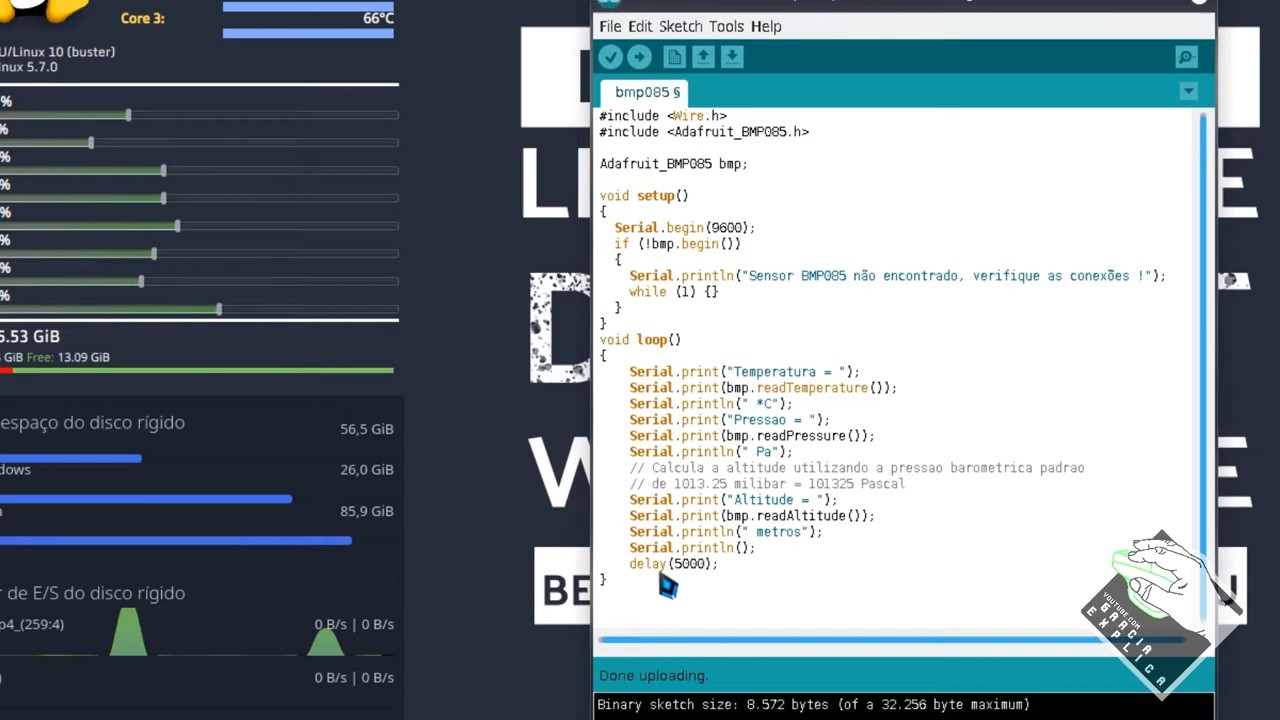 Core 3:
66°C
U/Linux 10 (buster)
inux 5.7.0
%
%
%
%
%
%
%
%
5.53 GiB
GiB Free: 13.09 GiB
espaço do disco rígido
56,5 GiB
dows
26,0 GiB
85,9 GiB
r de E/S do disco rígido
p4_(259:4)
0 B/s | 0 B/s
0 B/s | 0 B/s
LI
E
D
W
E
BE
N
File Edit Sketch Tools Help
bmp085 §
#include <Wire.h>
#include <Adafruit_BMP085.h>
Adafruit_BMP085 bmp;
void setup()
{
Serial.begin(9600);
if (!bmp.begin())
{
Serial.println("Sensor BMP085 não encontrado, verifique as conexões !");
while (1) {}
}
}
void loop()
{
Serial.print("Temperatura = ");
Serial.print(bmp.readTemperature());
Serial.println(" *C");
Serial.print("Pressao = ");
Serial.print(bmp.readPressure());
Serial.println(" Pa");
// Calcula a altitude utilizando a pressao barometrica padrao
// de 1013.25 milibar = 101325 Pascal
Serial.print("Altitude = ");
Serial.print(bmp.readAltitude());
Serial.println(" metros");
Serial.println();
delay(5000);
}
YOUTUBE.COM
GARCIA
EXPLICA
Done uploading.
Binary sketch size: 8.572 bytes (of a 32.256 byte maximum)